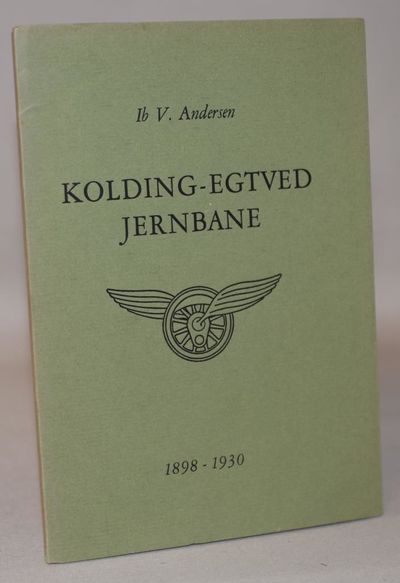 Ib V. Andersen
KOLDING-EGTVED
JERNBANE
1898 - 1930